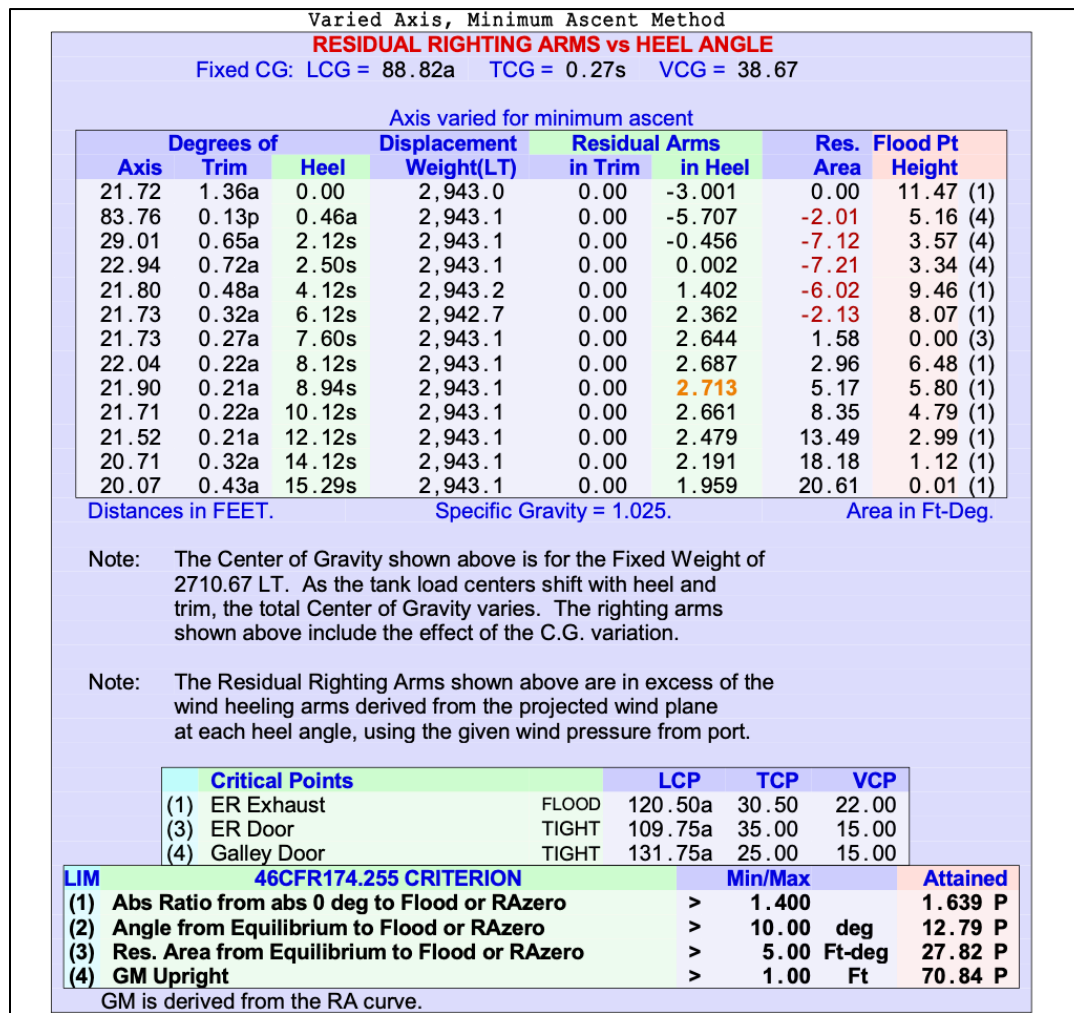 Varied Axis, Minimum Ascent Method
RESIDUAL RIGHTING ARMS vs HEEL ANGLE
Fixed CG: LCG = 88.82a TCG = 0.27s VCG = 38.67
Axis varied for minimum ascent
Degrees of Displacement Residual Arms Res. Flood Pt
Axis Trim Heel Weight(LT) in Trim in Heel Area Height
21.72 1.36a 0.00 2,943.0 0.00 -3.001 0.00 11.47 (1)
83.76 0.13p 0.46a 2,943.1 0.00 -5.707 -2.01 5.16 (4)
29.01 0.65a 2.12s 2,943.1 0.00 -0.456 -7.12 3.57 (4)
22.94 0.72a 2.50s 2,943.1 0.00 0.002 -7.21 3.34 (4)
21.80 0.48a 4.12s 2,943.2 0.00 1.402 -6.02 9.46 (1)
21.73 0.32a 6.12s 2,942.7 0.00 2.362 -2.13 8.07 (1)
21.73 0.27a 7.60s 2,943.1 0.00 2.644 1.58 0.00 (3)
22.04 0.22a 8.12s 2,943.1 0.00 2.687 2.96 6.48 (1)
21.90 0.21a 8.94s 2,943.1 0.00 2.713 5.17 5.80 (1)
21.71 0.22a 10.12s 2,943.1 0.00 2.661 8.35 4.79 (1)
21.52 0.21a 12.12s 2,943.1 0.00 2.479 13.49 2.99 (1)
20.71 0.32a 14.12s 2,943.1 0.00 2.191 18.18 1.12 (1)
20.07 0.43a 15.29s 2,943.1 0.00 1.959 20.61 0.01 (1)
Distances in FEET. Specific Gravity = 1.025. Area in Ft-Deg.
Note: The Center of Gravity shown above is for the Fixed Weight of
2710.67 LT. As the tank load centers shift with heel and
trim, the total Center of Gravity varies. The righting arms
shown above include the effect of the C.G. variation.
Note: The Residual Righting Arms shown above are in excess of the
wind heeling arms derived from the projected wind plane
at each heel angle, using the given wind pressure from port.
Critical Points LCP TCP VCP
(1) ER Exhaust FLOOD 120.50a 30.50 22.00
(3) ER Door TIGHT 109.75a 35.00 15.00
(4) Galley Door TIGHT 131.75a 25.00 15.00
LIM 46CFR174.255 CRITERION Min/Max Attained
(1) Abs Ratio from abs 0 deg to Flood or RAzero > 1.400 1.639 P
(2) Angle from Equilibrium to Flood or RAzero > 10.00 deg 12.79 P
(3) Res. Area from Equilibrium to Flood or RAzero > 5.00 Ft-deg 27.82 P
(4) GM Upright > 1.00 Ft 70.84 P
GM is derived from the RA curve.